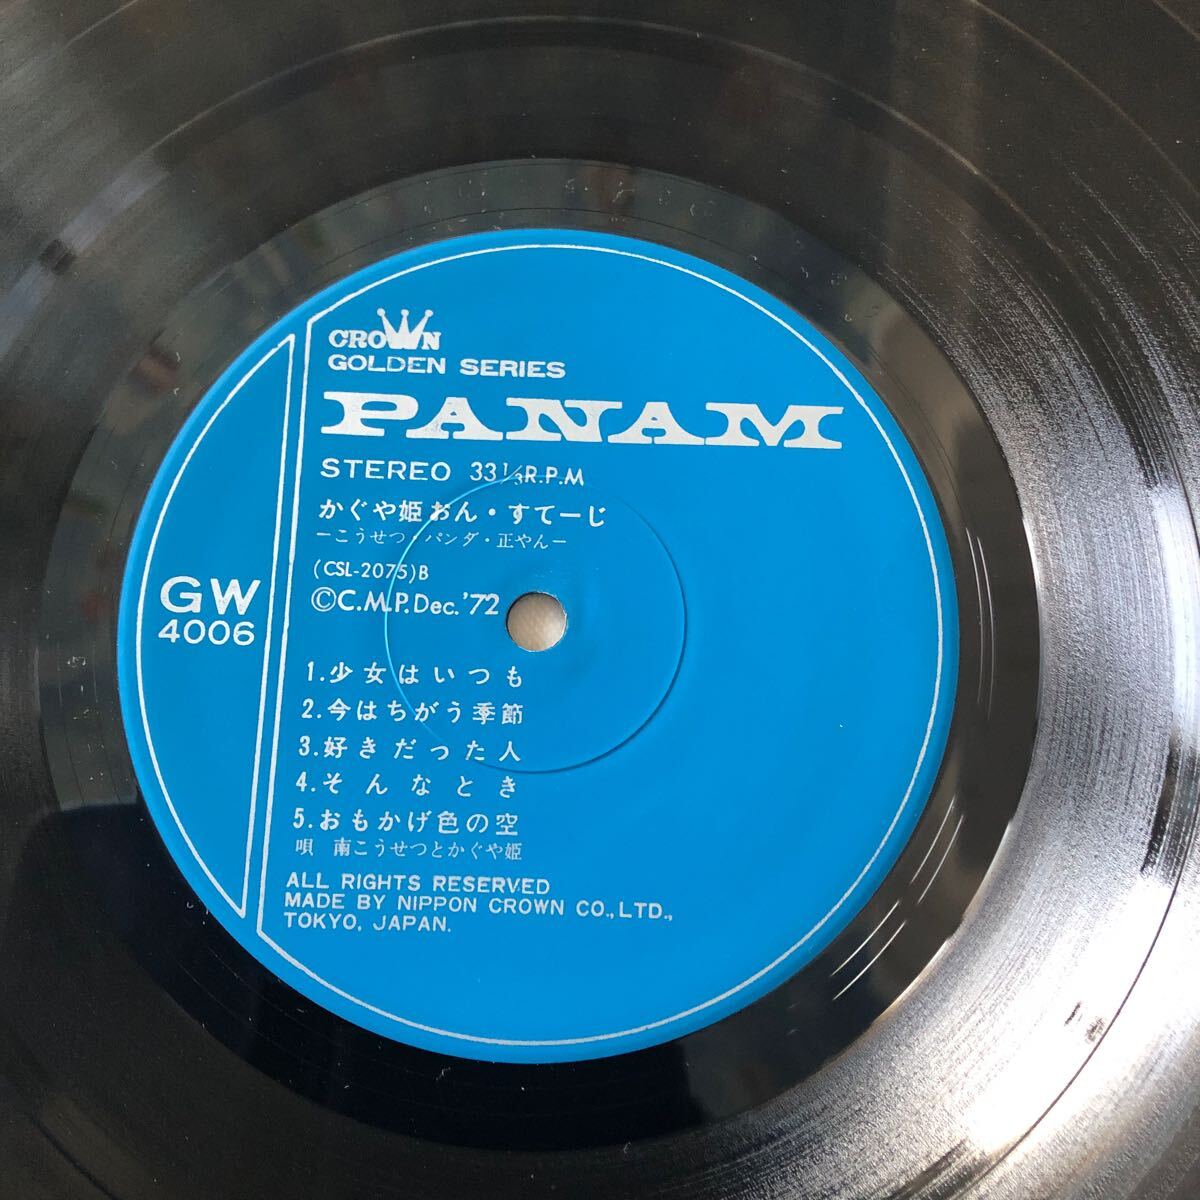 CROWN
GOLDEN SERIES
PANAM
STEREO 33 1/3 R.P.M
かぐや姫おん・すてーじ
ーこうせつ・パンダ・正やんー
(CSL-2075)B
ⒸC.M.P.Dec.'72
GW
4006
1.少女はいつも
2.今はちがう季節
3.好きだった人
4.そんなとき
5.おもかげ色の空
唄 南こうせつとかぐや姫
ALL RIGHTS RESERVED
MADE BY NIPPON CROWN CO.,LTD.,
TOKYO, JAPAN.